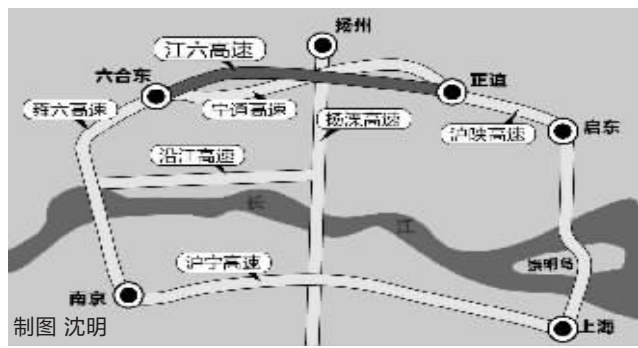 扬州
江六高速
六合东
正谊
雍六高速
宁通高速
扬溧高速
沪陕高速
启东
沿江高速
长
江
沪宁高速
崇明岛
南京
制图 沈明
上海